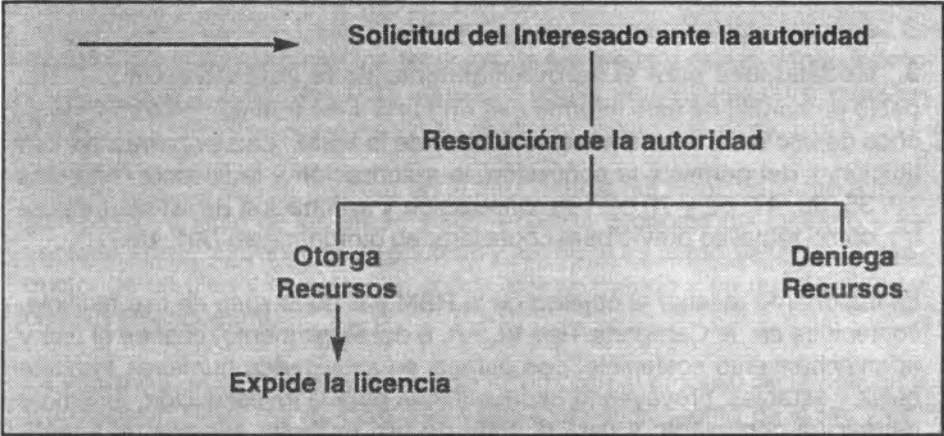 Solicitud del Interesado ante la autoridad
Resolución de la autoridad
Otorga
Recursos
Deniega
Recursos
Expide la licencia